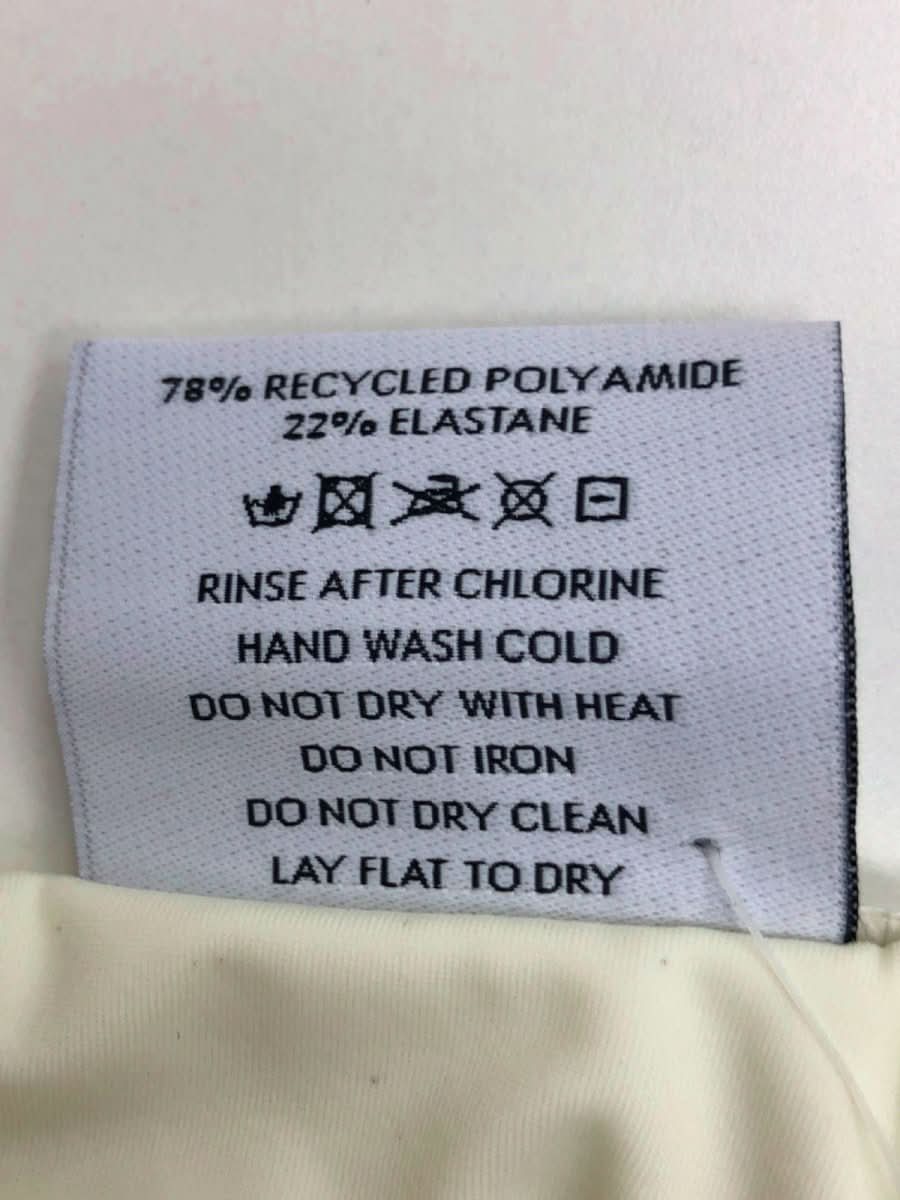 78% RECYCLED POLYAMIDE
22% ELASTANE
RINSE AFTER CHLORINE
HAND WASH COLD
DO NOT DRY WITH HEAT
DO NOT IRON
DO NOT DRY CLEAN
LAY FLAT TO DRY